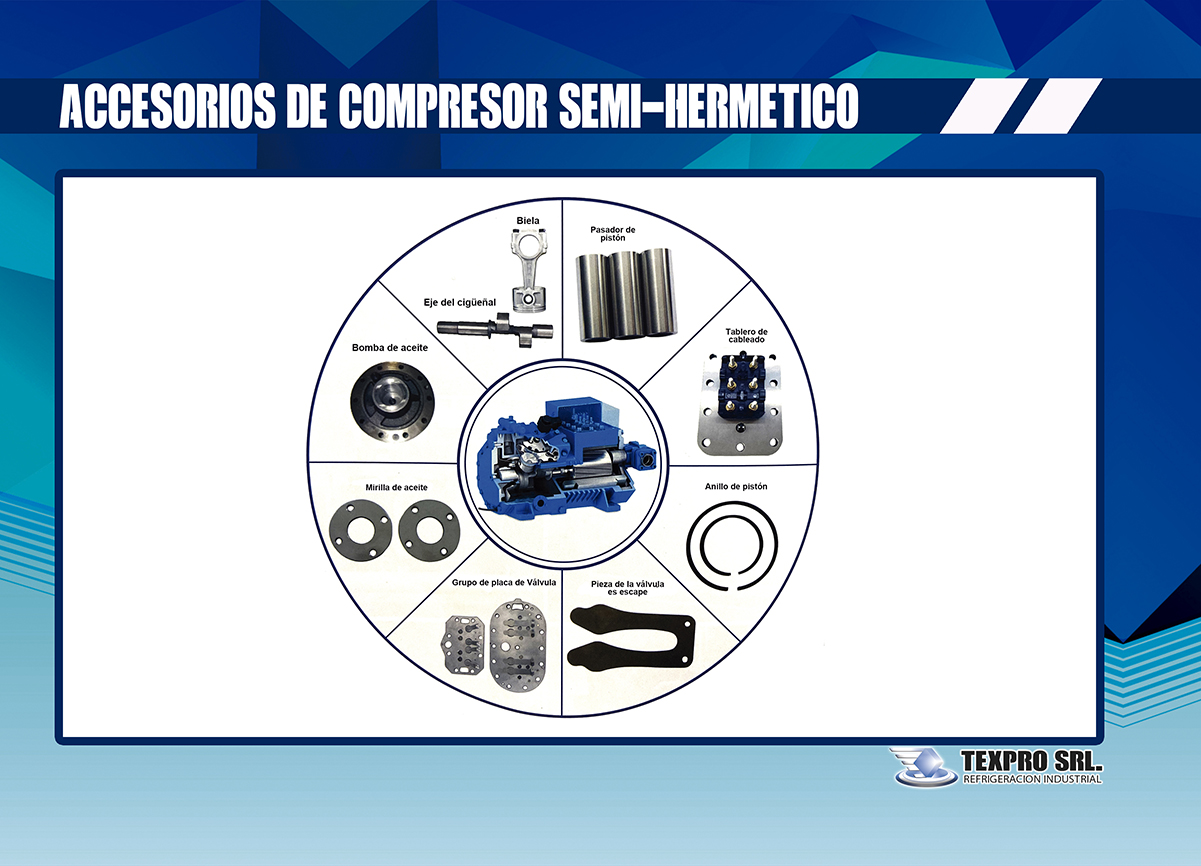 ACCESORIOS DE COMPRESOR SEMI-HERMETICO
Biela
Pasador de
pistón
Eje del cigüeñal
Tablero de
cableado
Bomba de aceite
Mirilla de aceite
Anillo de pistón
Grupo de placa de Válvula
Pieza de la válvula
es escape
TEXPRO SRL.
REFRIGERACION INDUSTRIAL